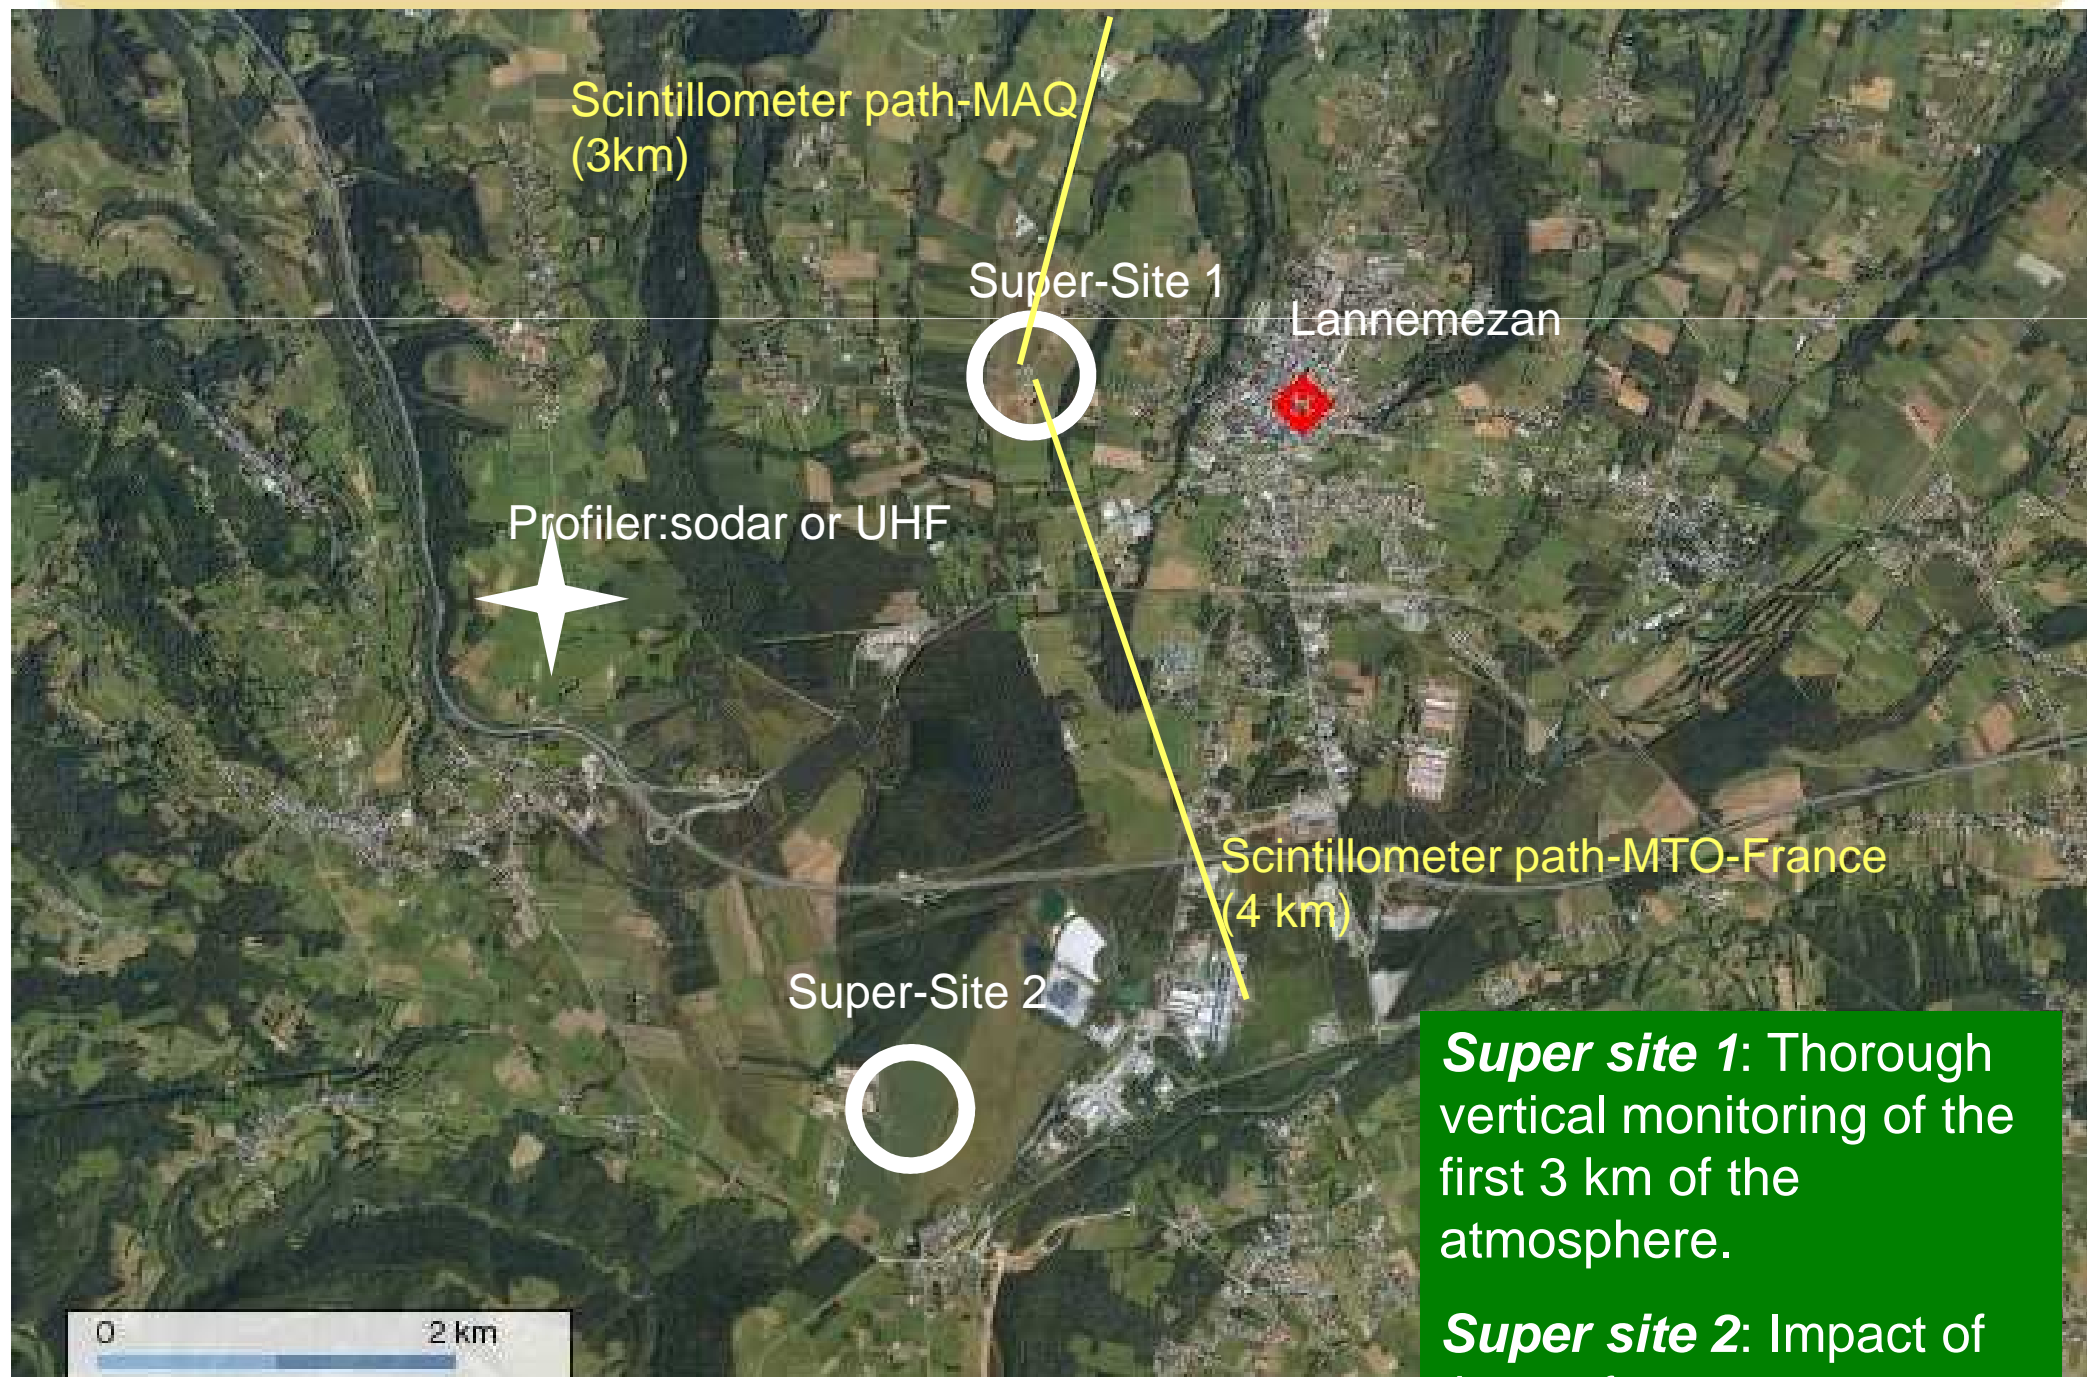 Scintillometer path-MAQ
(3km)
Super-Site 1
Lannemezan
H
Profiler:sodar or UHF
Scintillometer path-MTO-France
(4 km)
Super-Site 2
Super site 1: Thorough
vertical monitoring of the
first 3 km of the
atmosphere.
Super site 2: Impact of
0 2 km